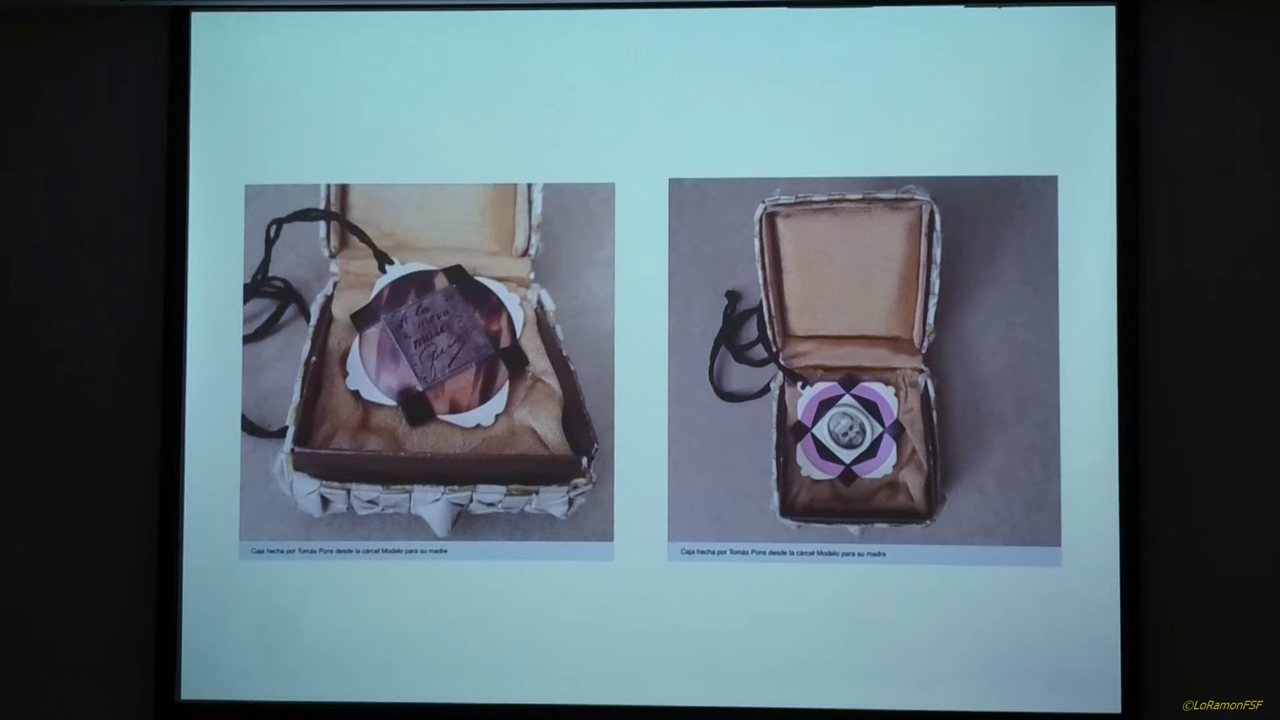 A la
meva
mare
Caja hecha por Tomás Pons desde la cárcel Modelo para su madre
Caja hecha por Tomás Pons desde la cárcel Modelo para su madre
©LoRamonFSF